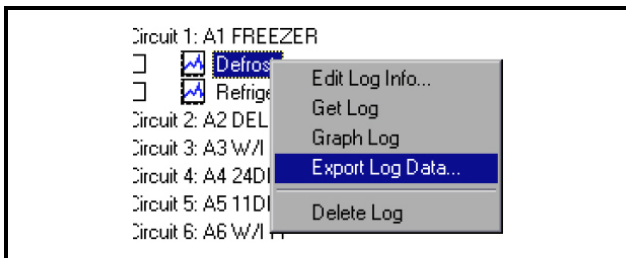 Circuit 1: A1 FREEZER
Defrost
Edit Log Info...
Refrige
Get Log
Circuit 2: A2 DEL
Graph Log
Circuit 3: A3 W/I
Export Log Data...
Circuit 4: A4 24D
Circuit 5: A5 11D
Delete Log
Circuit 6: A6 W/I